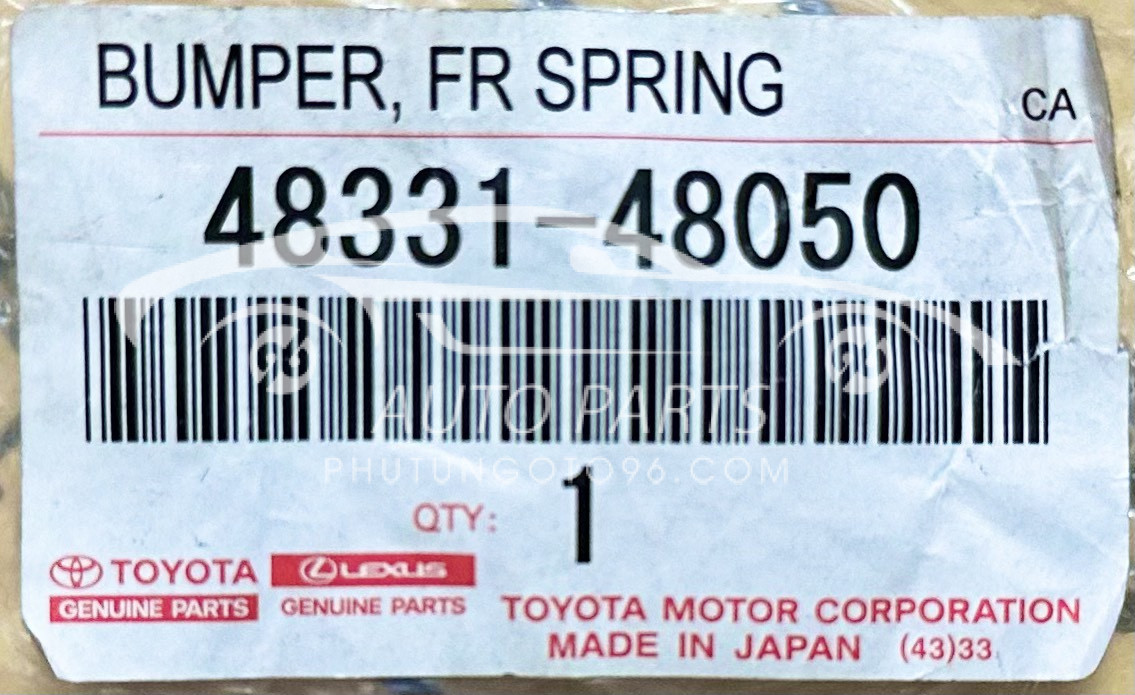 BUMPER, FR SPRING
CA
48331-48050
AUTO PARTS
PHUTUNGOTO96.COM
QTY: 1
TOYOTA
LEXUS
GENUINE PARTS
GENUINE PARTS
TOYOTA MOTOR CORPORATION
MADE IN JAPAN (43)33